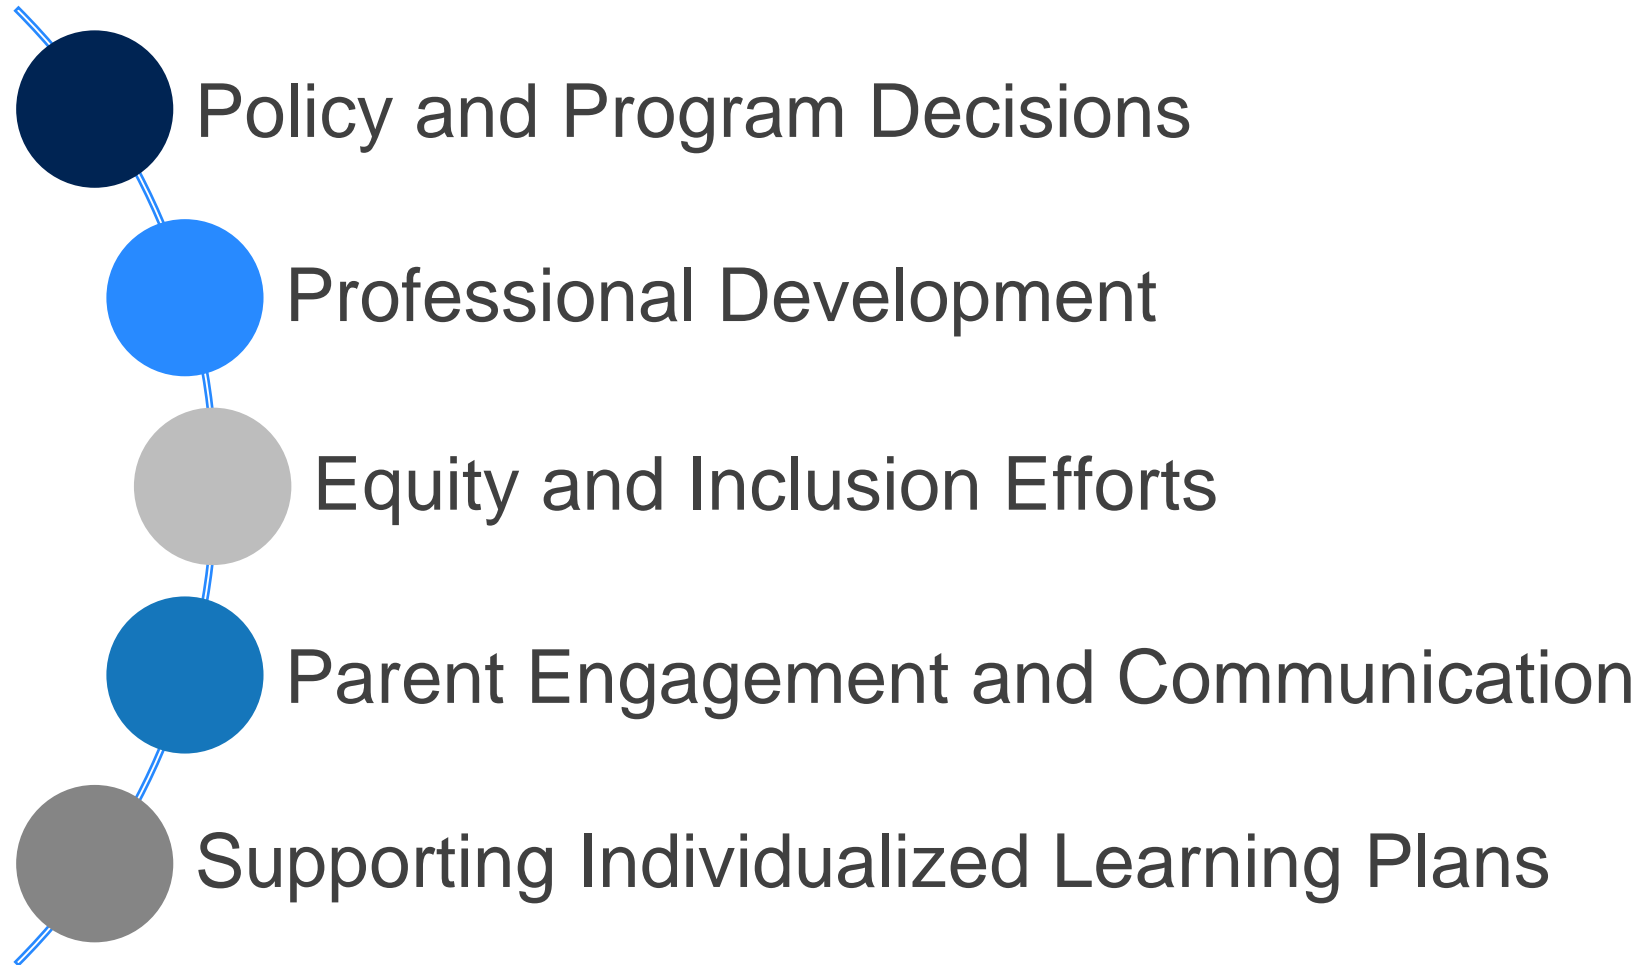 Policy and Program Decisions
Professional Development
Equity and Inclusion Efforts
Parent Engagement and Communication
Supporting Individualized Learning Plans